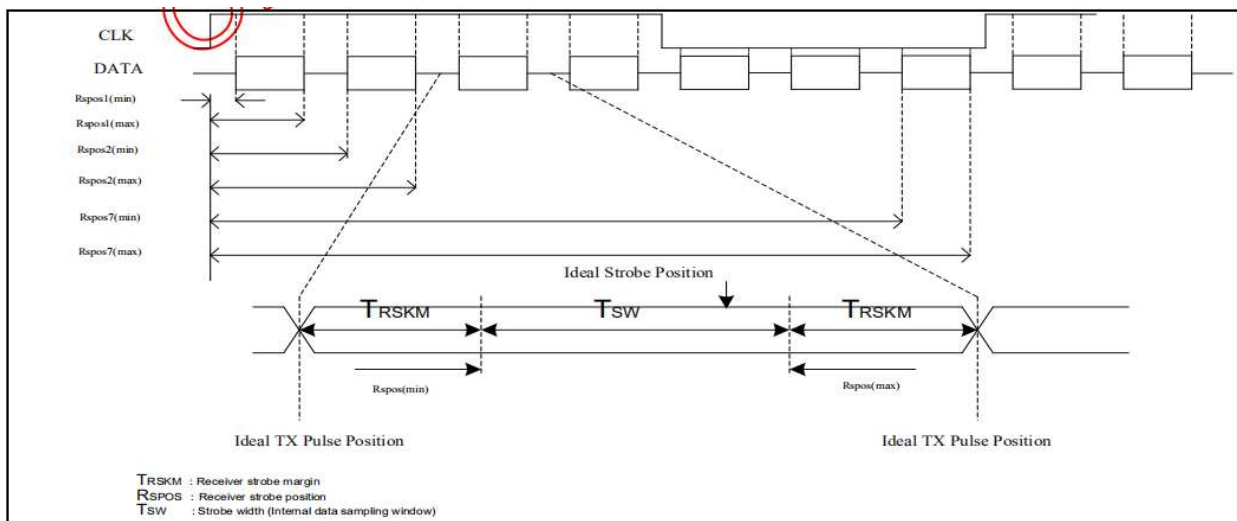 CLK
DATA
Rspos1(min)
Rspos1(max)
Rspos2(min)
Rspos2(max)
Rspos7(min)
Rspos7(max)
Ideal Strobe Position
TRSKM TSW TRSKM
Rspos(min) Rspos(max)
Ideal TX Pulse Position Ideal TX Pulse Position
TRSKM : Receiver strobe margin
RSPOS : Receiver strobe position
TSW : Strobe width (Internal data sampling window)